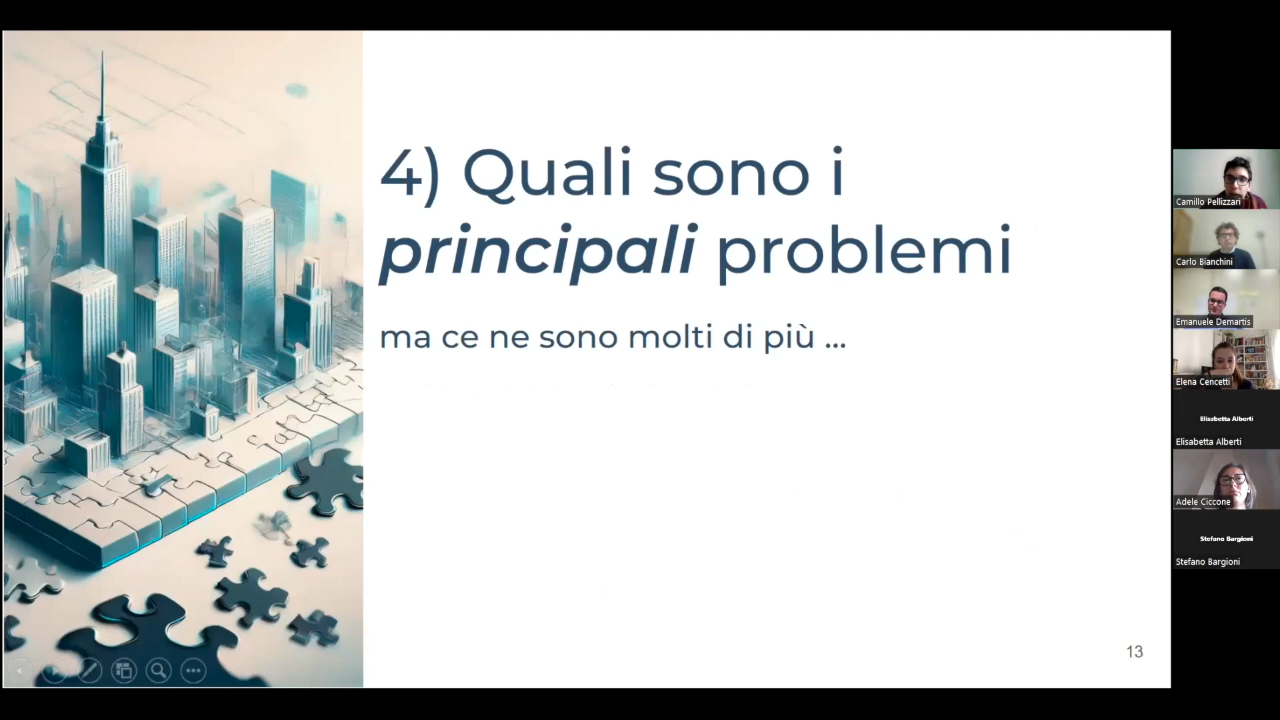 4) Quali sono i
principali problemi
ma ce ne sono molti di più ...
13
Camillo Pellizzari
Carlo Bianchini
Emanuele Demartis
Elena Cencetti
Elisabetta Alberti
Elisabetta Alberti
Adele Ciccone
Stefano Bargioni
Stefano Bargioni